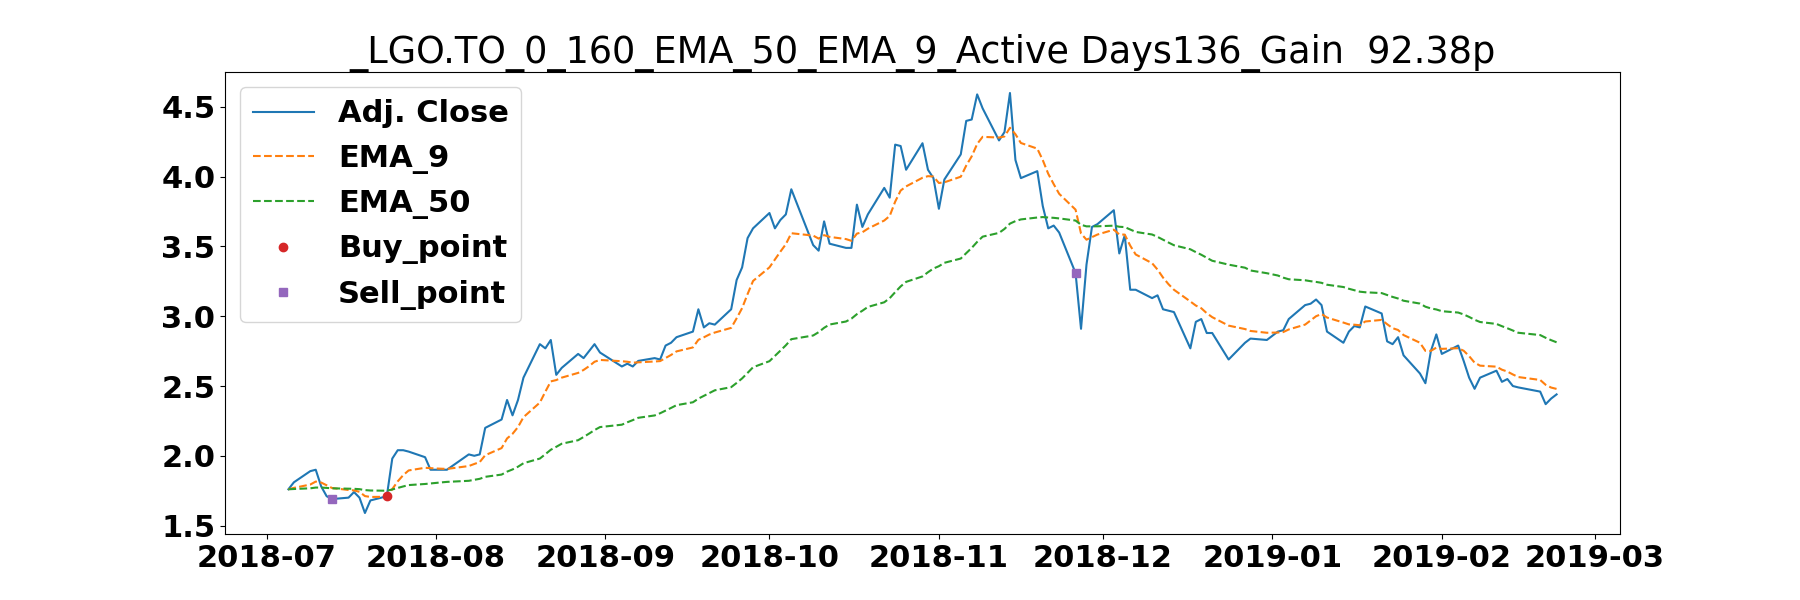 _LGO.TO_0_160_EMA_50_EMA_9_Active Days136_Gain  92.38p
4.5
4.0
3.5
3.0
2.5
2.0
1.5
Adj. Close
EMA_9
EMA_50
Buy_point
Sell_point
2018-07 2018-08 2018-09 2018-10 2018-11 2018-12 2019-01 2019-02 2019-03